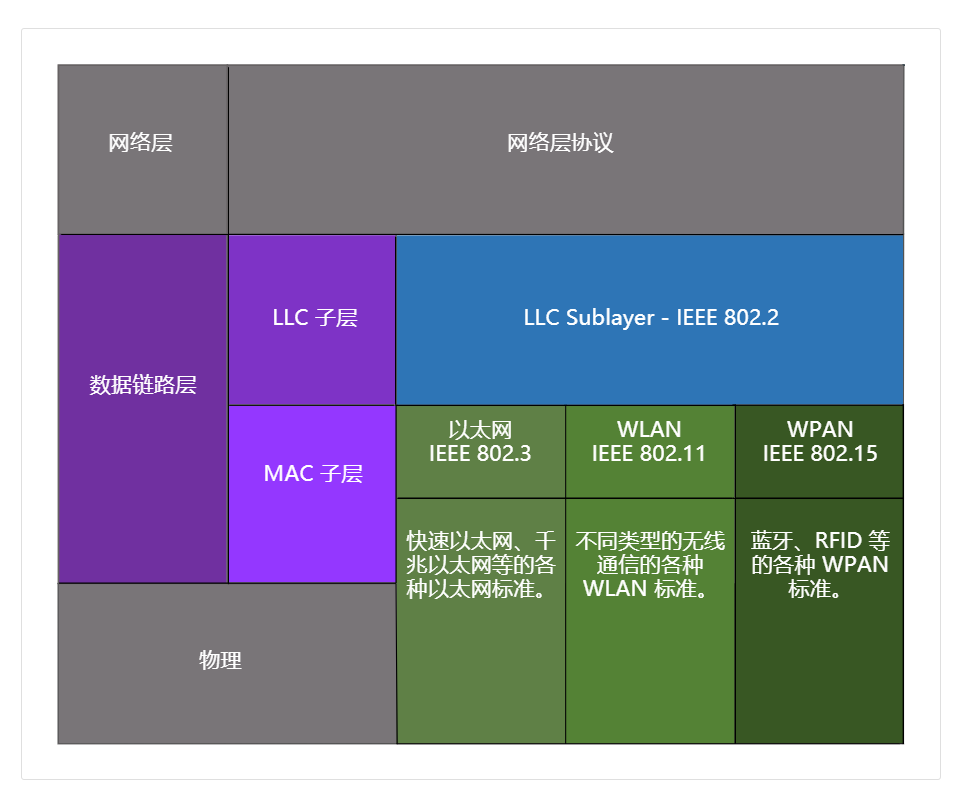 网络层
网络层协议
数据链路层
LLC 子层
LLC Sublayer - IEEE 802.2
MAC 子层
以太网
IEEE 802.3
WLAN
IEEE 802.11
WPAN
IEEE 802.15
快速以太网、千
兆以太网等的各
种以太网标准。
不同类型的无线
通信的各种
WLAN 标准。
蓝牙、RFID 等
的各种 WPAN
标准。
物理